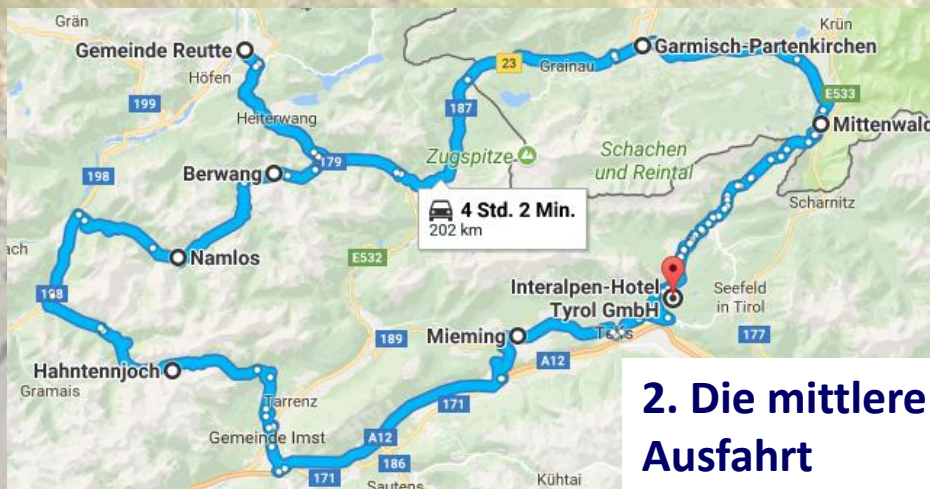 Grän
Krün
Gemeinde Reutte
Garmisch-Partenkirchen
23
Grainau
Höfen
199
187
E533
Heiterwang
Mittenwald
179
Zugspitze
Schachen
und Reintal
198
Berwang
4 Std. 2 Min.
202 km
Scharnitz
Namlos
E532
Interalpen-Hotel
Tyrol GmbH
Seefeld
in Tirol
198
Mieming
189
177
A12
Hahntennjoch
Gramais
Tarrenz
171
2. Die mittlere
Ausfahrt
Gemeinde Imst
A12
186
171
Sautens
Kühtai